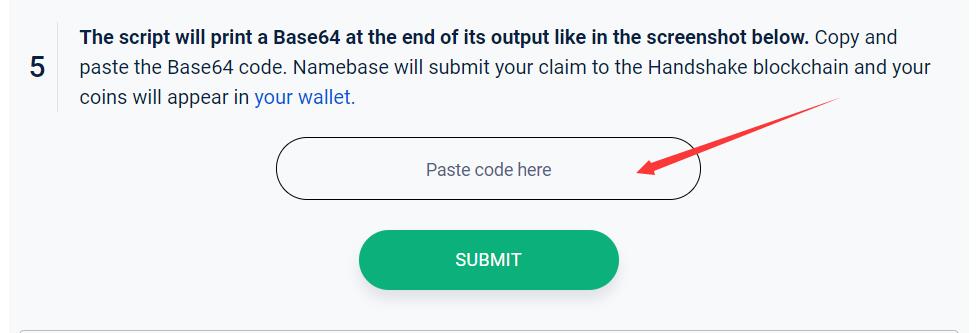 The script will print a Base64 at the end of its output like in the screenshot below. Copy and
5
paste the Base64 code. Namebase will submit your claim to the Handshake blockchain and your
coins will appear in your wallet.
Paste code here
SUBMIT